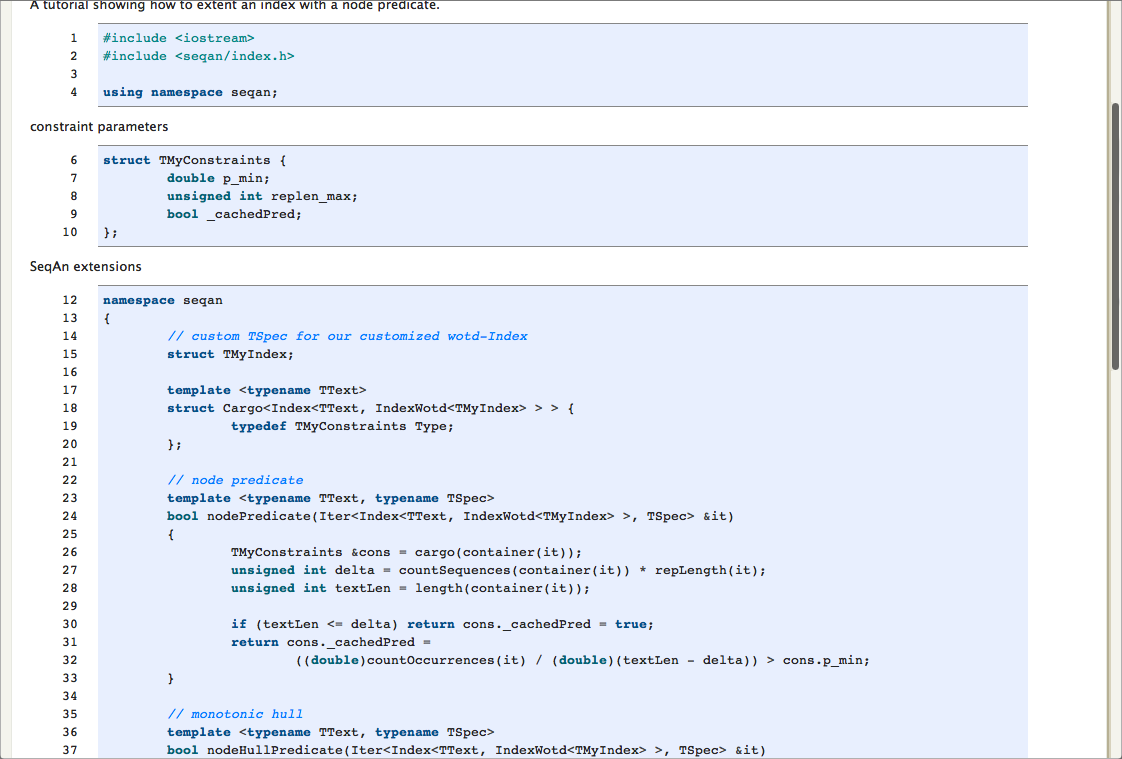 A tutorial showing how to extent an index with a node predicate.
1 #include <iostream>
2 #include <seqan/index.h>
3
4 using namespace seqan;
constraint parameters
6 struct TMyConstraints {
7 double p_min;
8 unsigned int replen_max;
9 bool _cachedPred;
10 };
SeqAn extensions
12 namespace seqan
13 {
14 // custom TSpec for our customized wotd-Index
15 struct TMyIndex;
16
17 template <typename TText>
18 struct Cargo<Index<TText, IndexWotd<TMyIndex> > > {
19 typedef TMyConstraints Type;
20 };
21
22 // node predicate
23 template <typename TText, typename TSpec>
24 bool nodePredicate(Iter<Index<TText, IndexWotd<TMyIndex> >, TSpec> &it)
25 {
26 TMyConstraints &cons = cargo(container(it));
27 unsigned int delta = countSequences(container(it)) * repLength(it);
28 unsigned int textLen = length(container(it));
29
30 if (textLen <= delta) return cons._cachedPred = true;
31 return cons._cachedPred =
32 ((double)countOccurrences(it) / (double)(textLen - delta)) > cons.p_min;
33 }
34
35 // monotonic hull
36 template <typename TText, typename TSpec>
37 bool nodeHullPredicate(Iter<Index<TText, IndexWotd<TMyIndex> >, TSpec> &it)